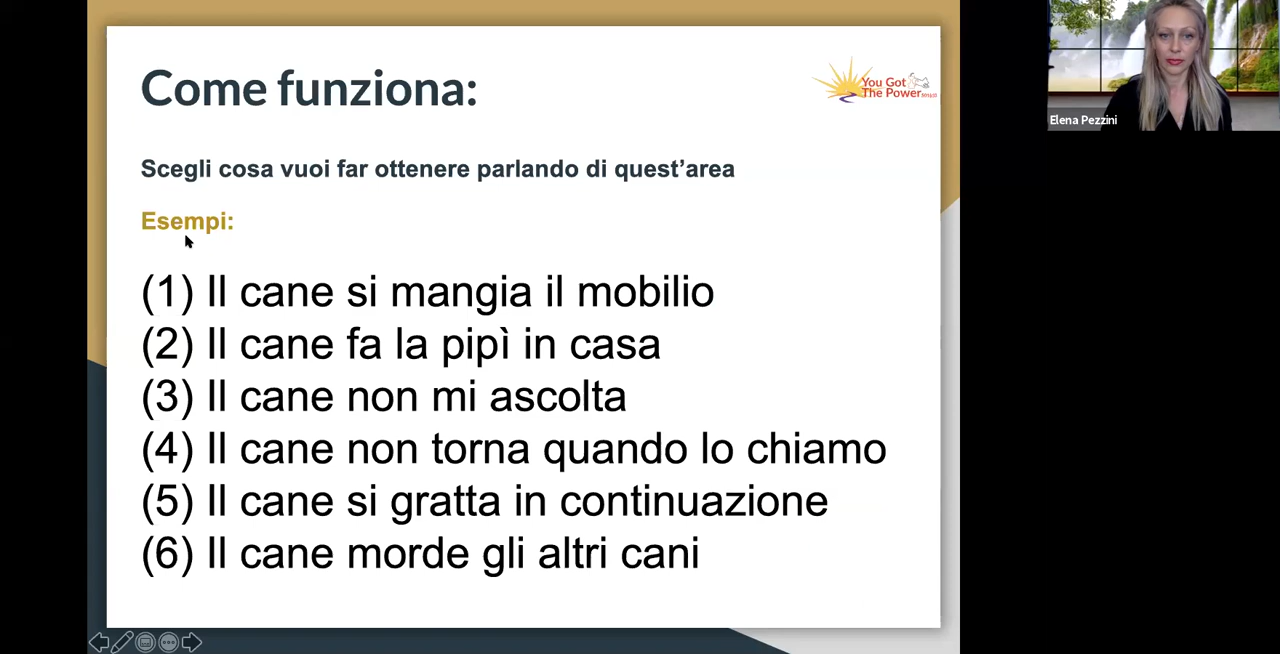 Come funziona:
You Got
The Power
Scegli cosa vuoi far ottenere parlando di quest'area
Esempi:
(1) Il cane si mangia il mobilio
(2) Il cane fa la pipì in casa
(3) Il cane non mi ascolta
(4) Il cane non torna quando lo chiamo
(5) Il cane si gratta in continuazione
(6) Il cane morde gli altri cani
Elena Pezzini